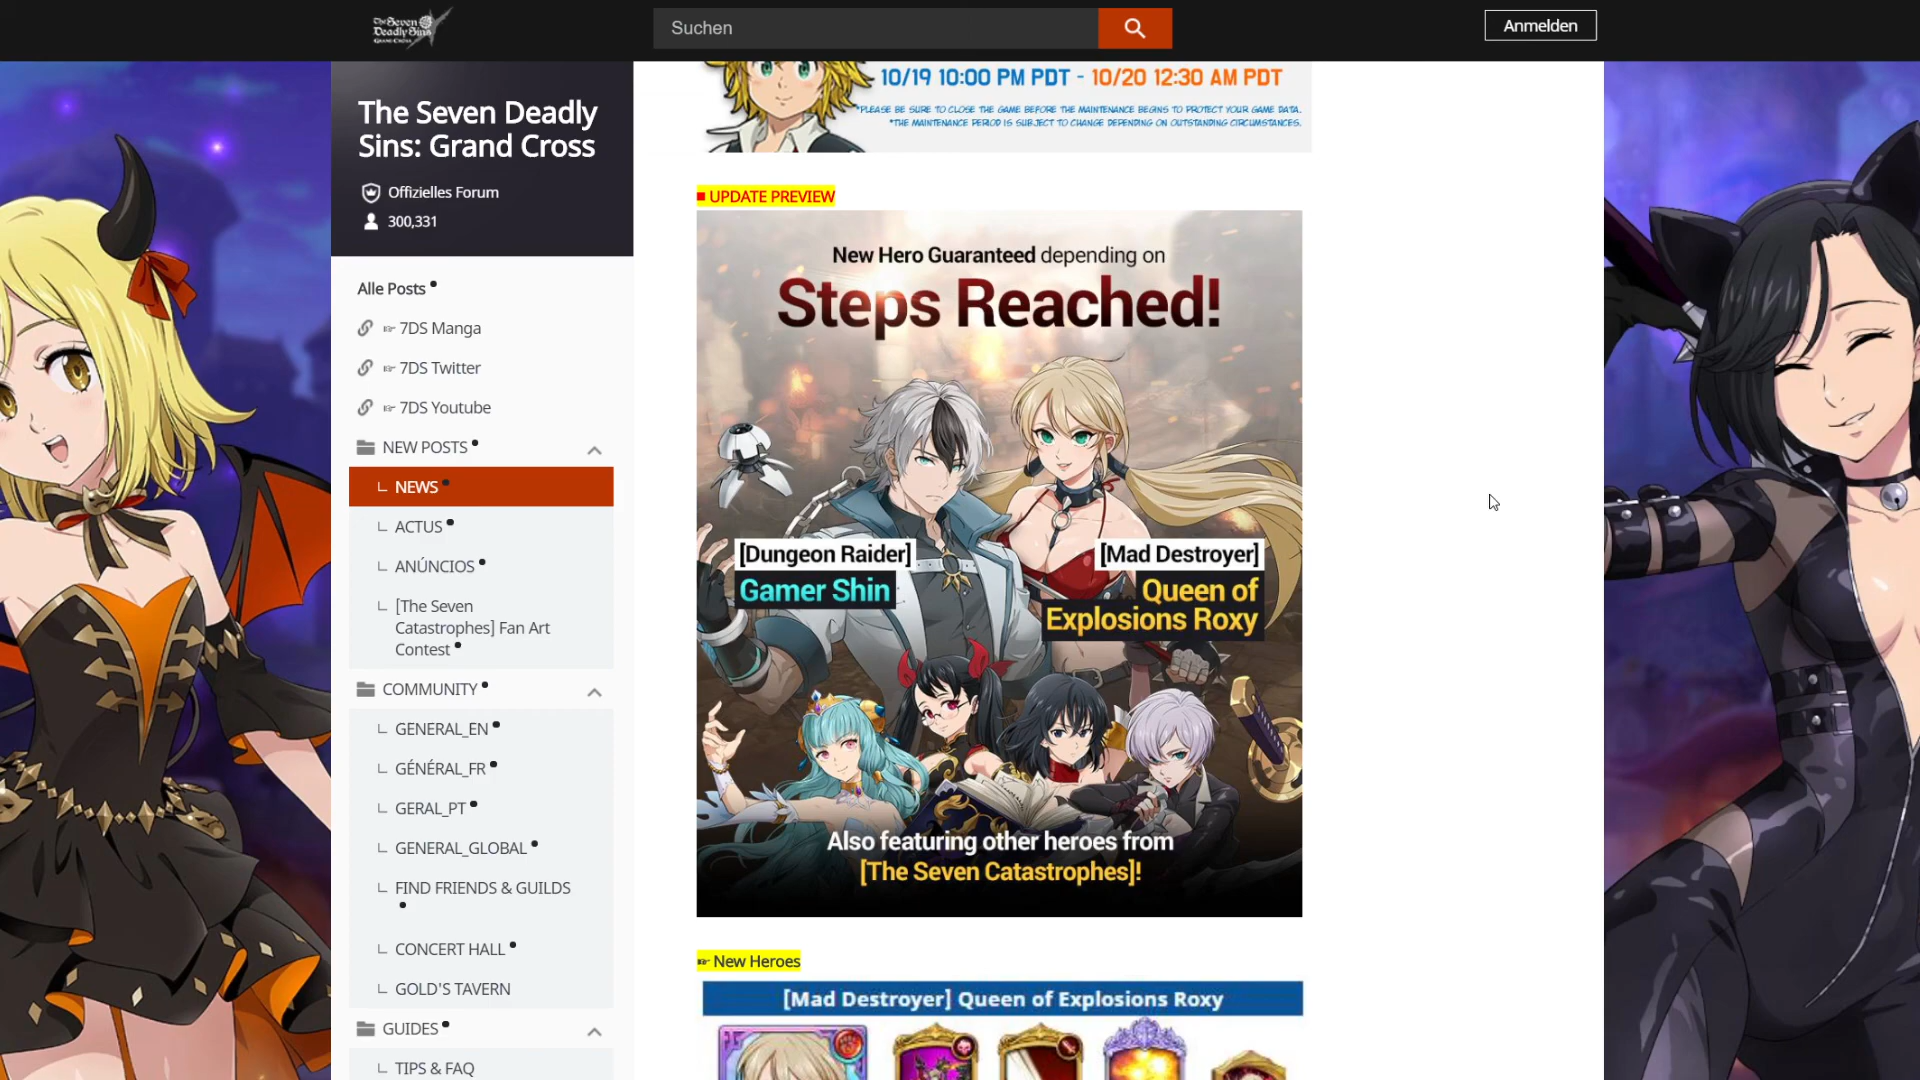 The Seven
Deadly Sins
GRAND CROSS
Suchen
Anmelden
The Seven Deadly
Sins: Grand Cross
Offizielles Forum
300,331
Alle Posts
☞ 7DS Manga
☞ 7DS Twitter
☞ 7DS Youtube
NEW POSTS
NEWS
ACTUS
ANÚNCIOS
[The Seven
Catastrophes] Fan Art
Contest
COMMUNITY
GENERAL_EN
GÉNÉRAL_FR
GERAL_PT
GENERAL_GLOBAL
FIND FRIENDS & GUILDS
CONCERT HALL
GOLD'S TAVERN
GUIDES
TIPS & FAQ
10/19 10:00 PM PDT - 10/20 12:30 AM PDT
*PLEASE BE SURE TO CLOSE THE GAME BEFORE THE MAINTENANCE BEGINS TO PROTECT YOUR GAME DATA.
*THE MAINTENANCE PERIOD IS SUBJECT TO CHANGE DEPENDING ON OUTSTANDING CIRCUMSTANCES.
■ UPDATE PREVIEW
New Hero Guaranteed depending on
Steps Reached!
[Dungeon Raider]
Gamer Shin
[Mad Destroyer]
Queen of
Explosions Roxy
Also featuring other heroes from
[The Seven Catastrophes]!
☞ New Heroes
[Mad Destroyer] Queen of Explosions Roxy